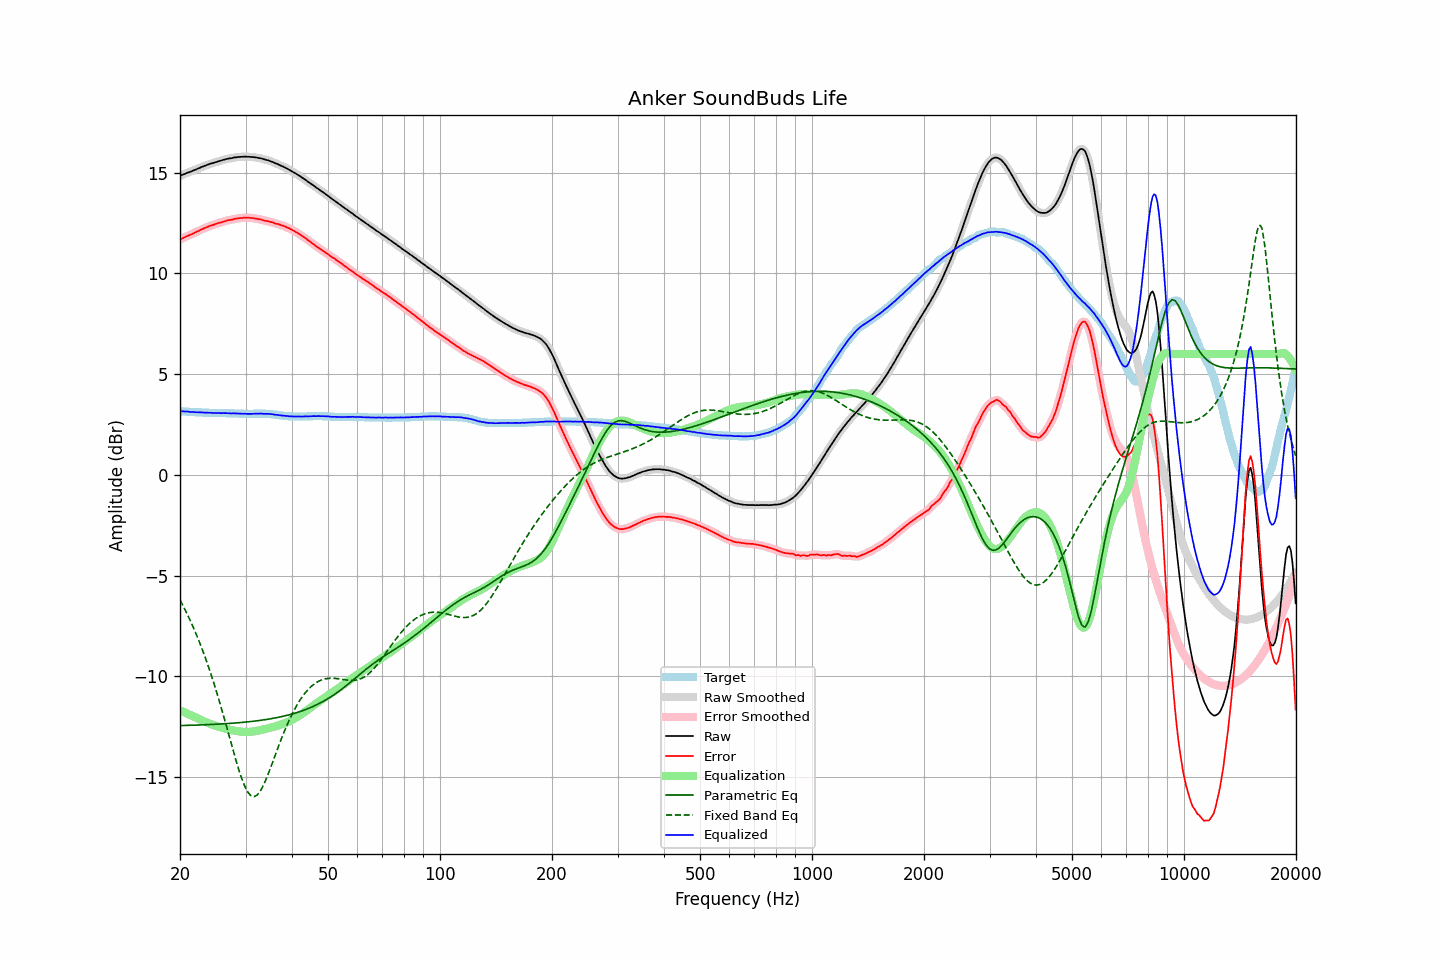 Anker SoundBuds Life
Amplitude (dBr)
15
10
5
0
−5
−10
−15
Target
Raw Smoothed
Error Smoothed
Raw
Error
Equalization
Parametric Eq
Fixed Band Eq
Equalized
20 50 100 200 500 1000 2000 5000 10000 20000
Frequency (Hz)